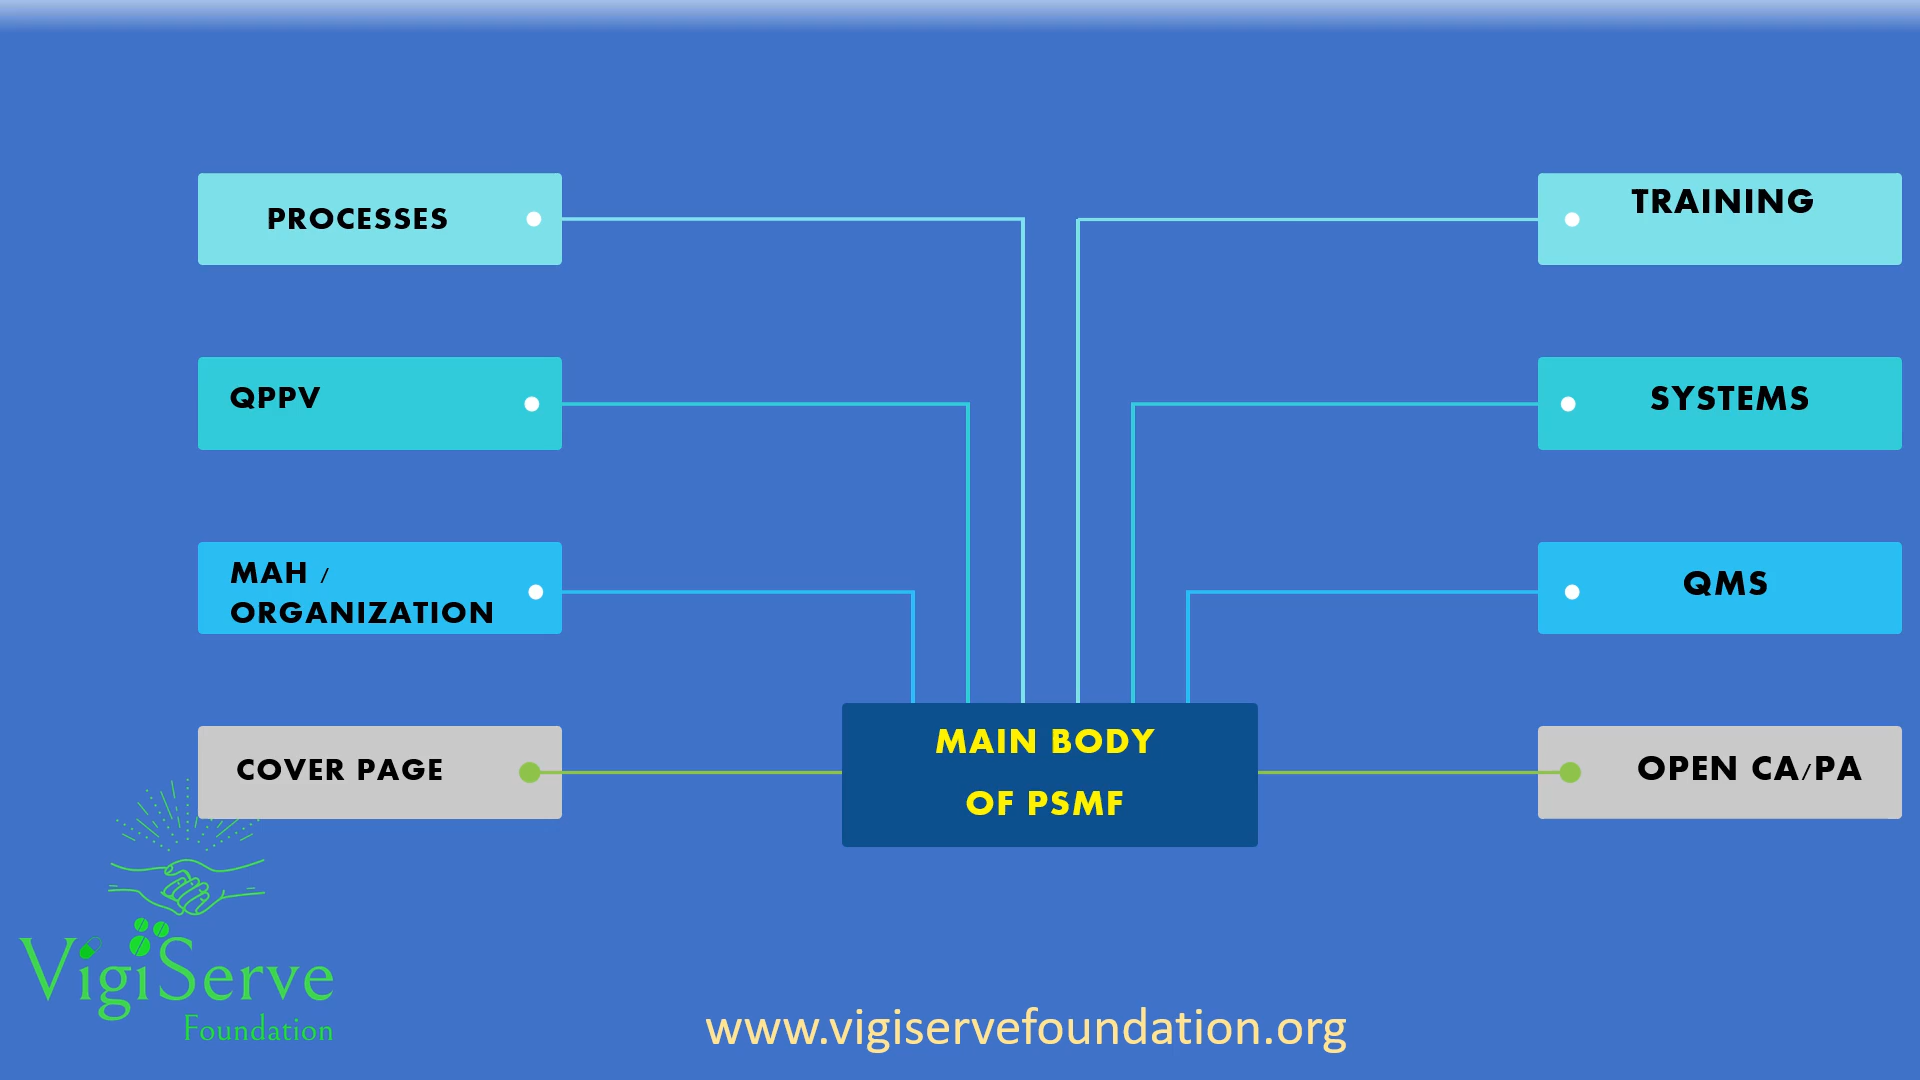 PROCESSES
TRAINING
QPPV
SYSTEMS
MAH /
ORGANIZATION
QMS
COVER PAGE
MAIN BODY
OF PSMF
OPEN CA/PA
VigiServe
Foundation
www.vigiservefoundation.org